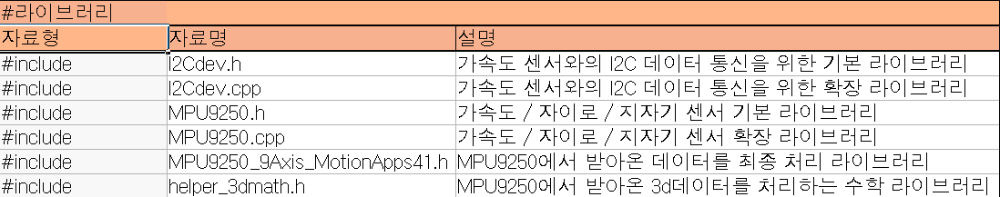 #라이브러리
자료형 자료명 설명
#include I2Cdev.h 가속도 센서와의 I2C 데이터 통신을 위한 기본 라이브러리
#include I2Cdev.cpp 가속도 센서와의 I2C 데이터 통신을 위한 확장 라이브러리
#include MPU9250.h 가속도 / 자이로 / 지자기 센서 기본 라이브러리
#include MPU9250.cpp 가속도 / 자이로 / 지자기 센서 확장 라이브러리
#include MPU9250_9Axis_MotionApps41.h MPU9250에서 받아온 데이터를 최종 처리 라이브러리
#include helper_3dmath.h MPU9250에서 받아온 3d데이터를 처리하는 수학 라이브러리